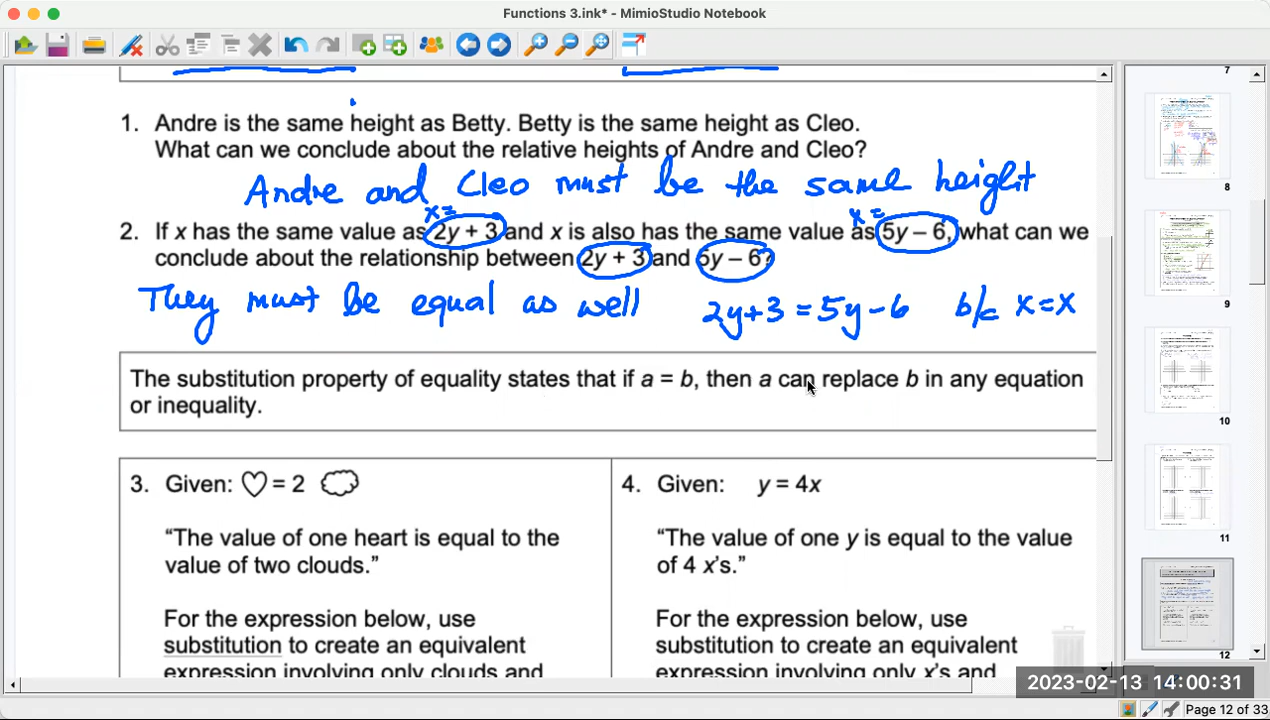 Functions 3.ink* - MimioStudio Notebook
1. Andre is the same height as Betty. Betty is the same height as Cleo.
What can we conclude about the relative heights of Andre and Cleo?
Andre and Cleo must be the same height
x= x=
2. If x has the same value as 2y + 3 and x is also has the same value as 5y – 6, what can we
conclude about the relationship between 2y + 3 and 5y – 6?
They must be equal as well 2y+3 = 5y-6 b/c x=x
The substitution property of equality states that if a = b, then a can replace b in any equation
or inequality.
3. Given: ♡ = 2
“The value of one heart is equal to the
value of two clouds.”
For the expression below, use
substitution to create an equivalent
expression involving only clouds and
4. Given: y = 4x
“The value of one y is equal to the value
of 4 x's.”
For the expression below, use
substitution to create an equivalent
expression involving only x's and
7
8
9
10
11
12
2023-02-13 14:00:31
Page 12 of 33